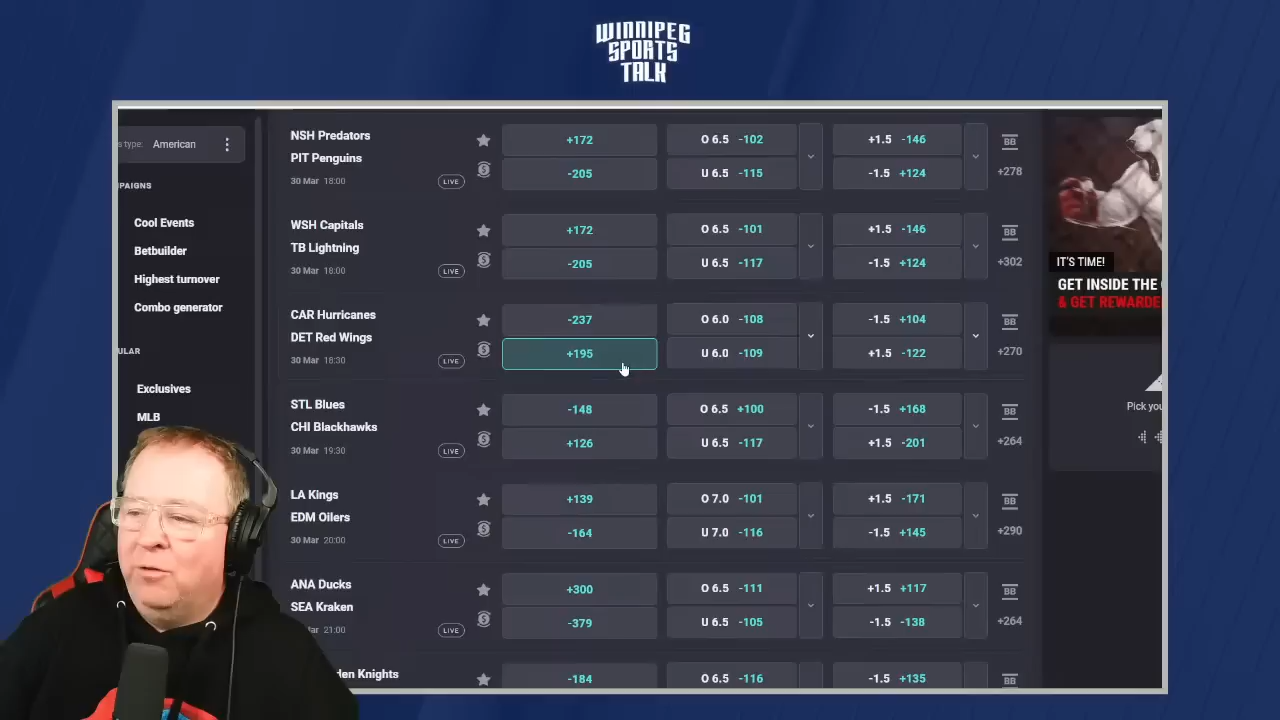 WINNIPEG
SPORTS
TALK
s type: American
PAIGNS
Cool Events
Betbuilder
Highest turnover
Combo generator
ULAR
Exclusives
MLB
NSH Predators
PIT Penguins
30 Mar 18:00
LIVE
+172
-205
O 6.5 -102
U 6.5 -115
+1.5 -146
-1.5 +124
BB
+278
WSH Capitals
TB Lightning
30 Mar 18:00
LIVE
+172
-205
O 6.5 -101
U 6.5 -117
+1.5 -146
-1.5 +124
BB
+302
CAR Hurricanes
DET Red Wings
30 Mar 18:30
LIVE
-237
+195
O 6.0 -108
U 6.0 -109
-1.5 +104
+1.5 -122
BB
+270
STL Blues
CHI Blackhawks
30 Mar 19:30
LIVE
-148
+126
O 6.5 +100
U 6.5 -117
-1.5 +168
+1.5 -201
BB
+264
LA Kings
EDM Oilers
30 Mar 20:00
LIVE
+139
-164
O 7.0 -101
U 7.0 -116
+1.5 -171
-1.5 +145
BB
+290
ANA Ducks
SEA Kraken
Mar 21:00
LIVE
+300
-379
O 6.5 -111
U 6.5 -105
+1.5 +117
-1.5 -138
BB
+264
den Knights
-184
O 6.5 -116
-1.5 +135
BB
IT'S TIME!
GET INSIDE THE
& GET REWARDE
Pick you